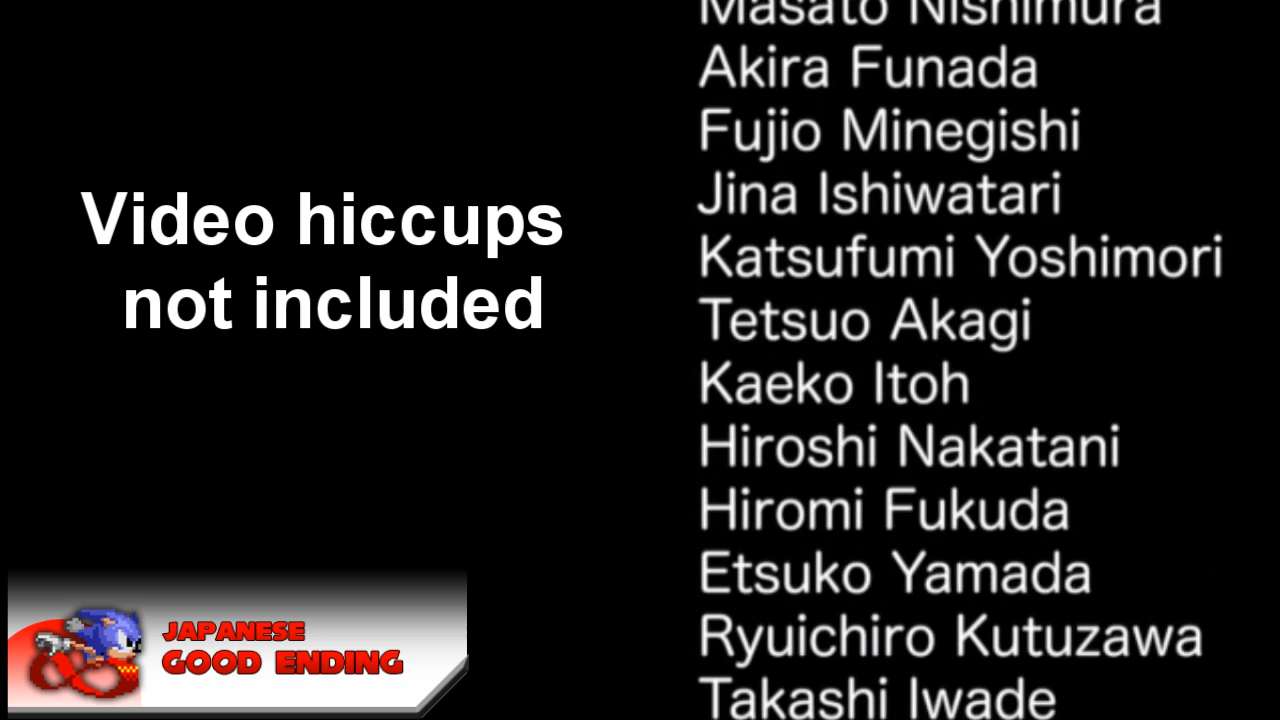 Video hiccups
not included
JAPANESE
GOOD ENDING
Masato Nishimura
Akira Funada
Fujio Minegishi
Jina Ishiwatari
Katsufumi Yoshimori
Tetsuo Akagi
Kaeko Itoh
Hiroshi Nakatani
Hiromi Fukuda
Etsuko Yamada
Ryuichiro Kutuzawa
Takashi Iwade